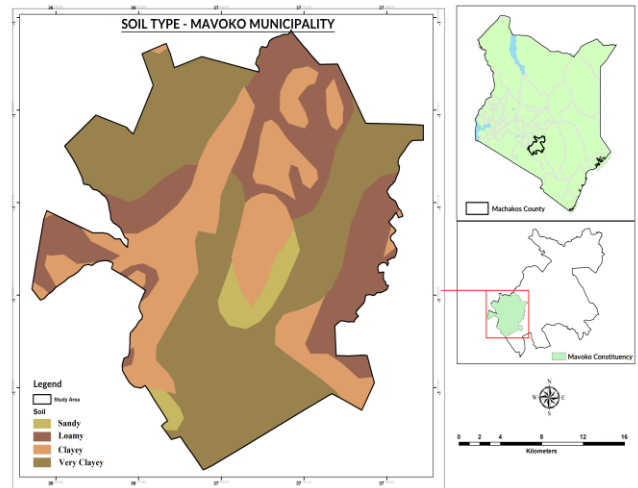 SOIL TYPE - MAVOKO MUNICIPALITY
Legend
Study Area
Soil
Sandy
Loamy
Clayey
Very Clayey
Machakos County
Mavoko Constituency
N
W E
S
0 2 4 8 12 16
Kilometers